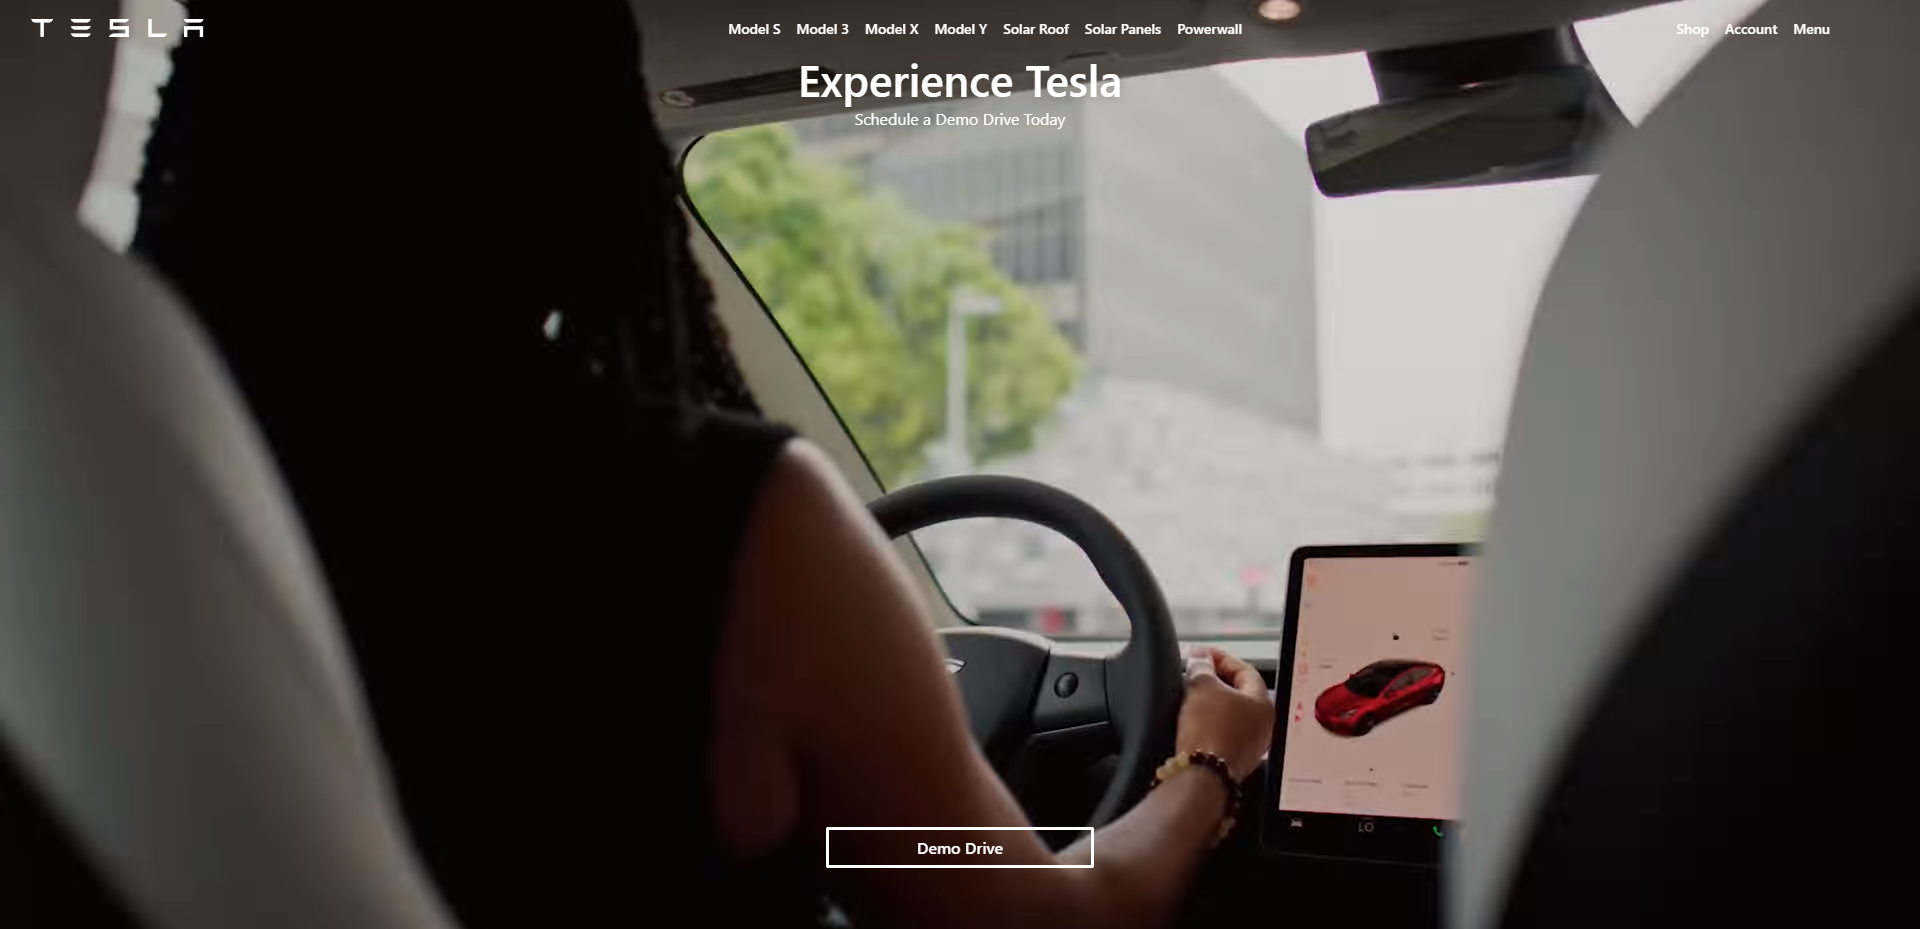 TESLA
Model S Model 3 Model X Model Y Solar Roof Solar Panels Powerwall
Shop Account Menu
Experience Tesla
Schedule a Demo Drive Today
LO
Demo Drive